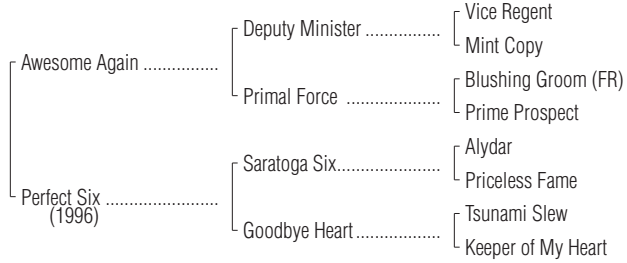 Vice Regent
Deputy Minister ..................
Mint Copy
Awesome Again ...............
Blushing Groom (FR)
Primal Force ....................
Prime Prospect
Alydar
Saratoga Six......................
Priceless Fame
Perfect Six ......................
(1996)
Tsunami Slew
Goodbye Heart ..................
Keeper of My Heart